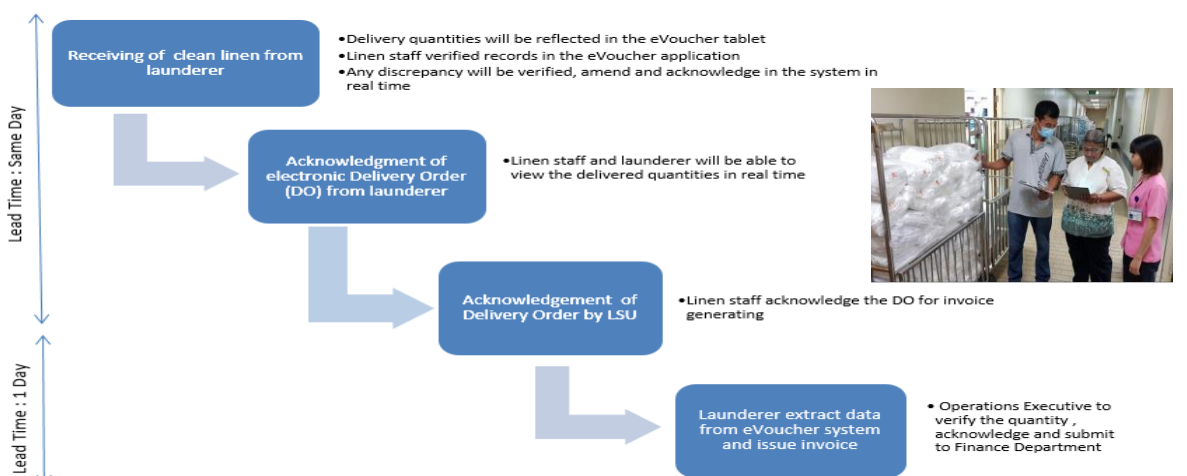 Lead Time : Same Day
Receiving of clean linen from
launderer
•Delivery quantities will be reflected in the eVoucher tablet
•Linen staff verified records in the eVoucher application
•Any discrepancy will be verified, amend and acknowledge in the system in
real time
Acknowledgment of
electronic Delivery Order
(DO) from launderer
•Linen staff and launderer will be able to
view the delivered quantities in real time
Acknowledgement of
Delivery Order by LSU
•Linen staff acknowledge the DO for invoice
generating
Lead Time : 1 Day
Launderer extract data
from eVoucher system
and issue invoice
• Operations Executive to
verify the quantity ,
acknowledge and submit
to Finance Department